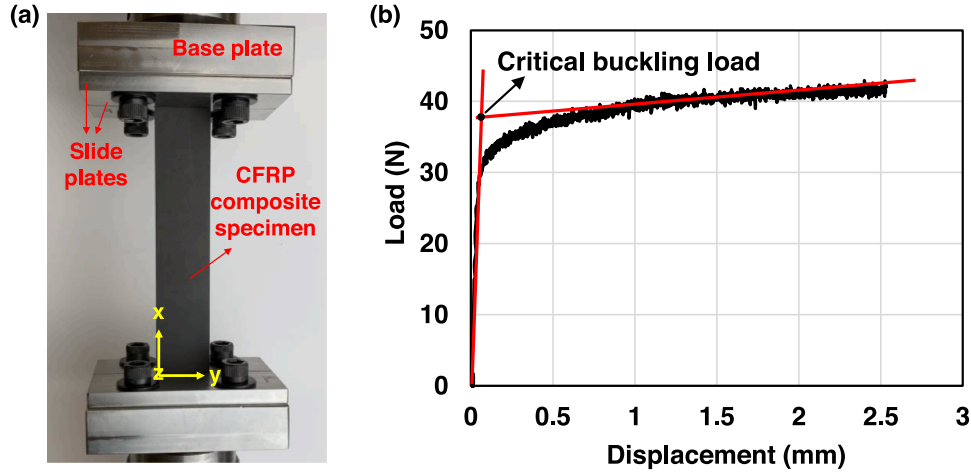 (a)
Base plate
Slide
plates
CFRP
composite
specimen
x
z
y
(b)
50
40
30
20
10
0
Load (N)
Critical buckling load
0
0.5
1
1.5
2
2.5
3
Displacement (mm)